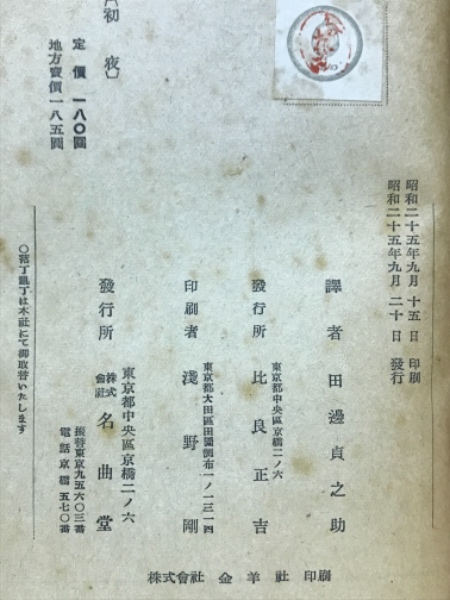 昭和二十五年九月 十五日 印刷
昭和二十五年九月 二十日 發行
譯者 田邊貞之助
東京都中央區京橋二ノ六
發行所 比良正吉
東京都大田區田園調布一ノ一三一四
印刷者 淺野剛
東京都中央區京橋二ノ六
發行所 株式會社 名曲堂
振替東京九五六〇三番
電話京橋五七〇番
(初夜)
定價 一八〇圓
地方賣價一八五圓
○落丁亂丁は本社にて御取替いたします
株式會社 金羊社 印刷